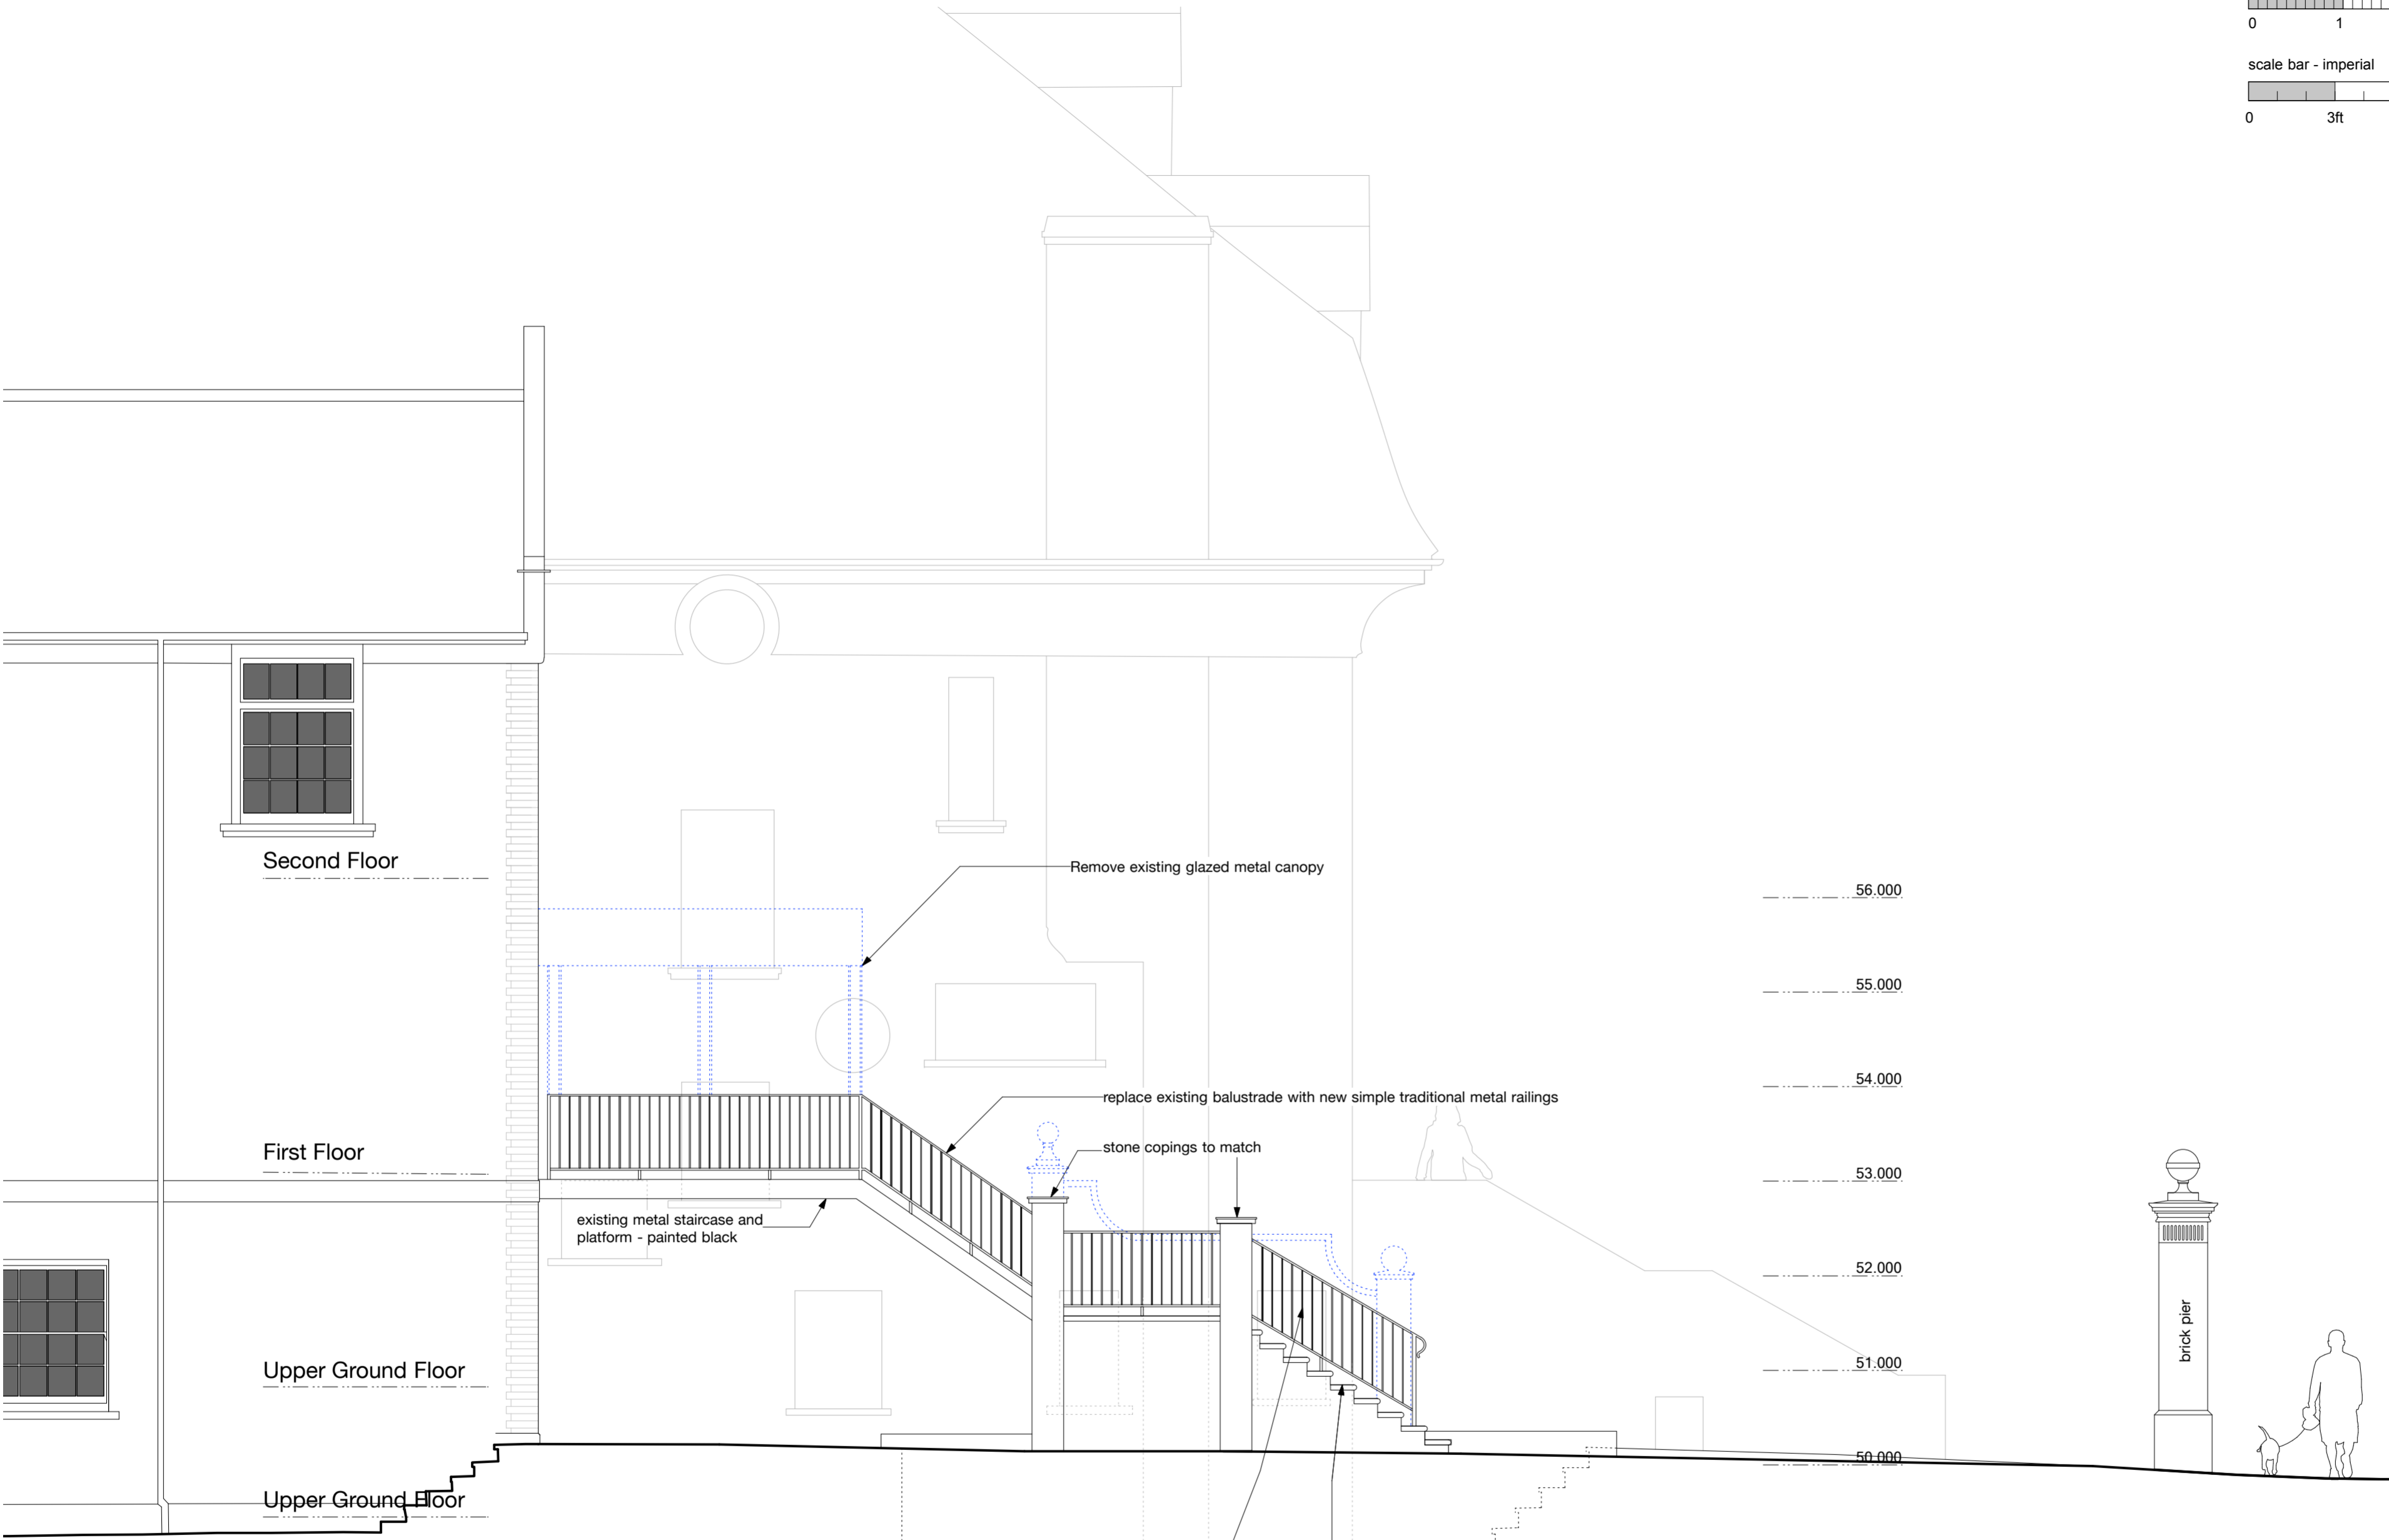 0 1
scale bar - imperial
0 3ft
Second Floor
Remove existing glazed metal canopy
56.000
55.000
54.000
replace existing balustrade with new simple traditional metal railings
First Floor
stone copings to match
53.000
existing metal staircase and
platform - painted black
52.000
brick pier
Upper Ground Floor
51.000
50.000
Upper Ground Floor